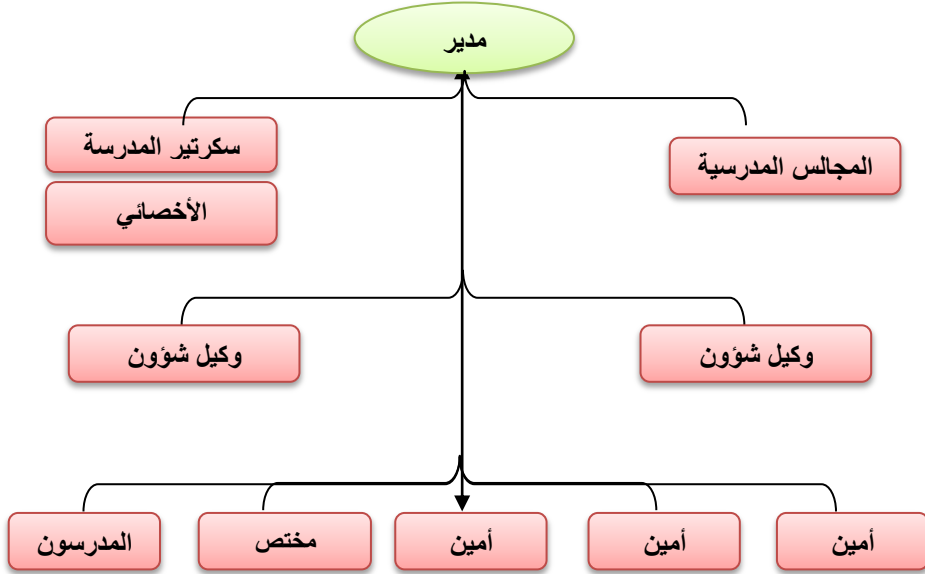 مدير
المجالس المدرسية
سكرتير المدرسة
الأخصائي
وكيل شؤون
وكيل شؤون
أمين
أمين
أمين
مختص
المدرسون